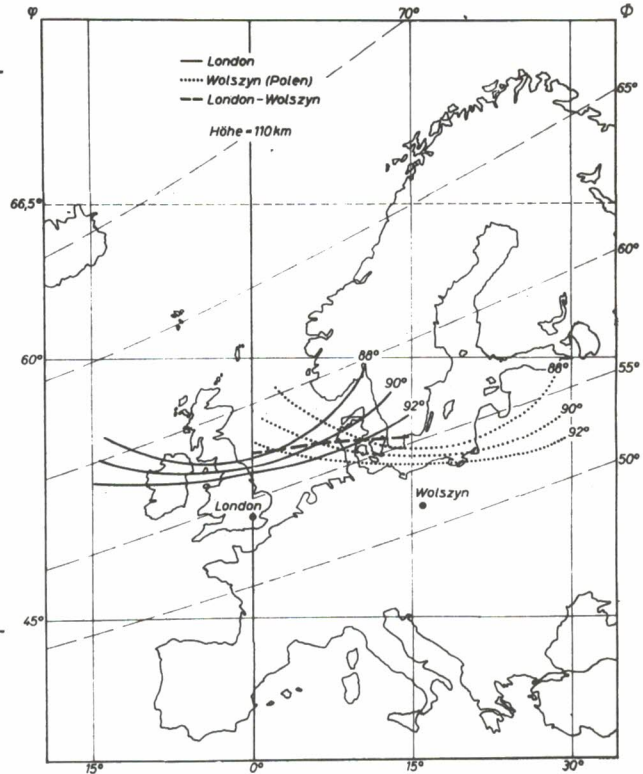 φ
70°
Φ
London
Wolszyn (Polen)
London-Wolszyn
Höhe = 110 km
65°
66,5°
60°
60°
88°
90°
92°
88°
90°
92°
55°
50°
London
Wolszyn
45°
15°
0°
15°
30°